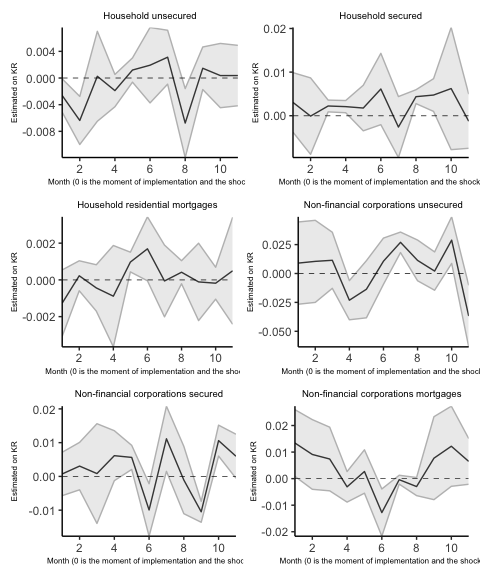 Household unsecured
Household secured
Estimated on KR
0.004
0.000
-0.004
-0.008
2
4
6
8
10
Month (0 is the moment of implementation and the shoc
Estimated on KR
0.02
0.01
0.00
2
4
6
8
10
Month (0 is the moment of implementation and the shock
Household residential mortgages
Non-financial corporations unsecured
Estimated on KR
0.002
0.000
-0.002
2
4
6
8
10
Month (0 is the moment of implementation and the shoc
Estimated on KR
0.025
0.000
-0.025
-0.050
2
4
6
8
10
Month (0 is the moment of implementation and the shock
Non-financial corporations secured
Non-financial corporations mortgages
Estimated on KR
0.02
0.01
0.00
-0.01
2
4
6
8
10
Month (0 is the moment of implementation and the shoc
Estimated on KR
0.02
0.01
0.00
-0.01
-0.02
2
4
6
8
10
Month (0 is the moment of implementation and the shock